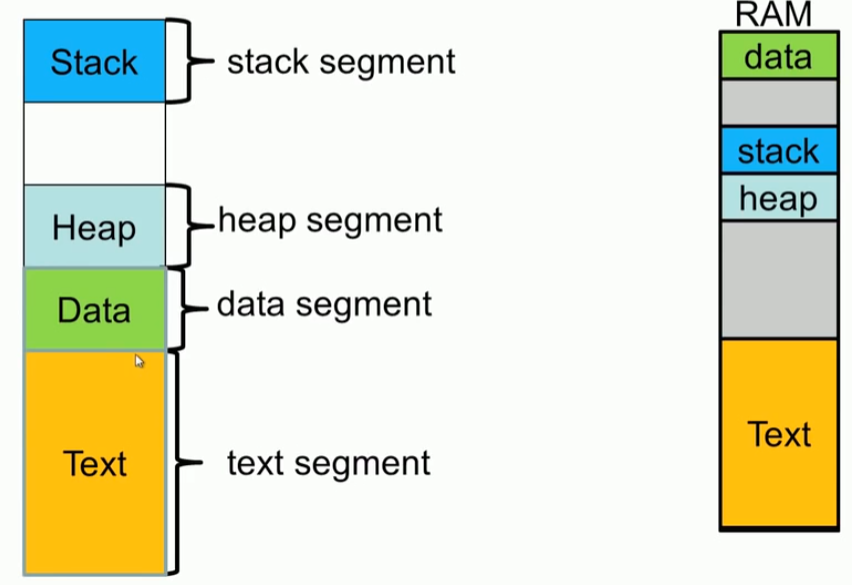 Stack
stack segment
Heap
heap segment
Data
data segment
Text
text segment
RAM
data
stack
heap
Text